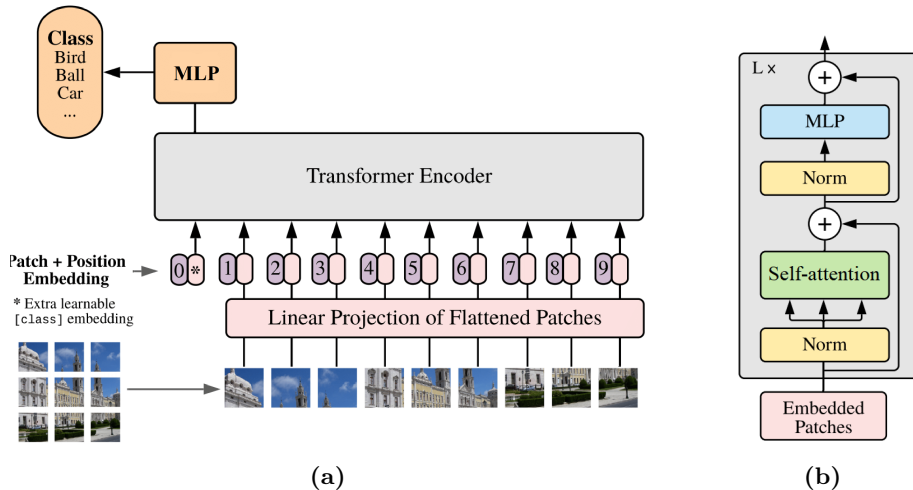 Class
Bird
Ball
Car
...
MLP
Transformer Encoder
Patch + Position
Embedding
0 * 1 2 3 4 5 6 7 8 9
* Extra learnable
[class] embedding
Linear Projection of Flattened Patches
(a)
L x
+
MLP
Norm
+
Self-attention
Norm
Embedded
Patches
(b)